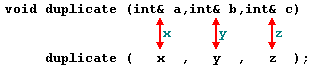 void duplicate (int& a,int& b,int& c)
x y z
duplicate ( x , y , z );